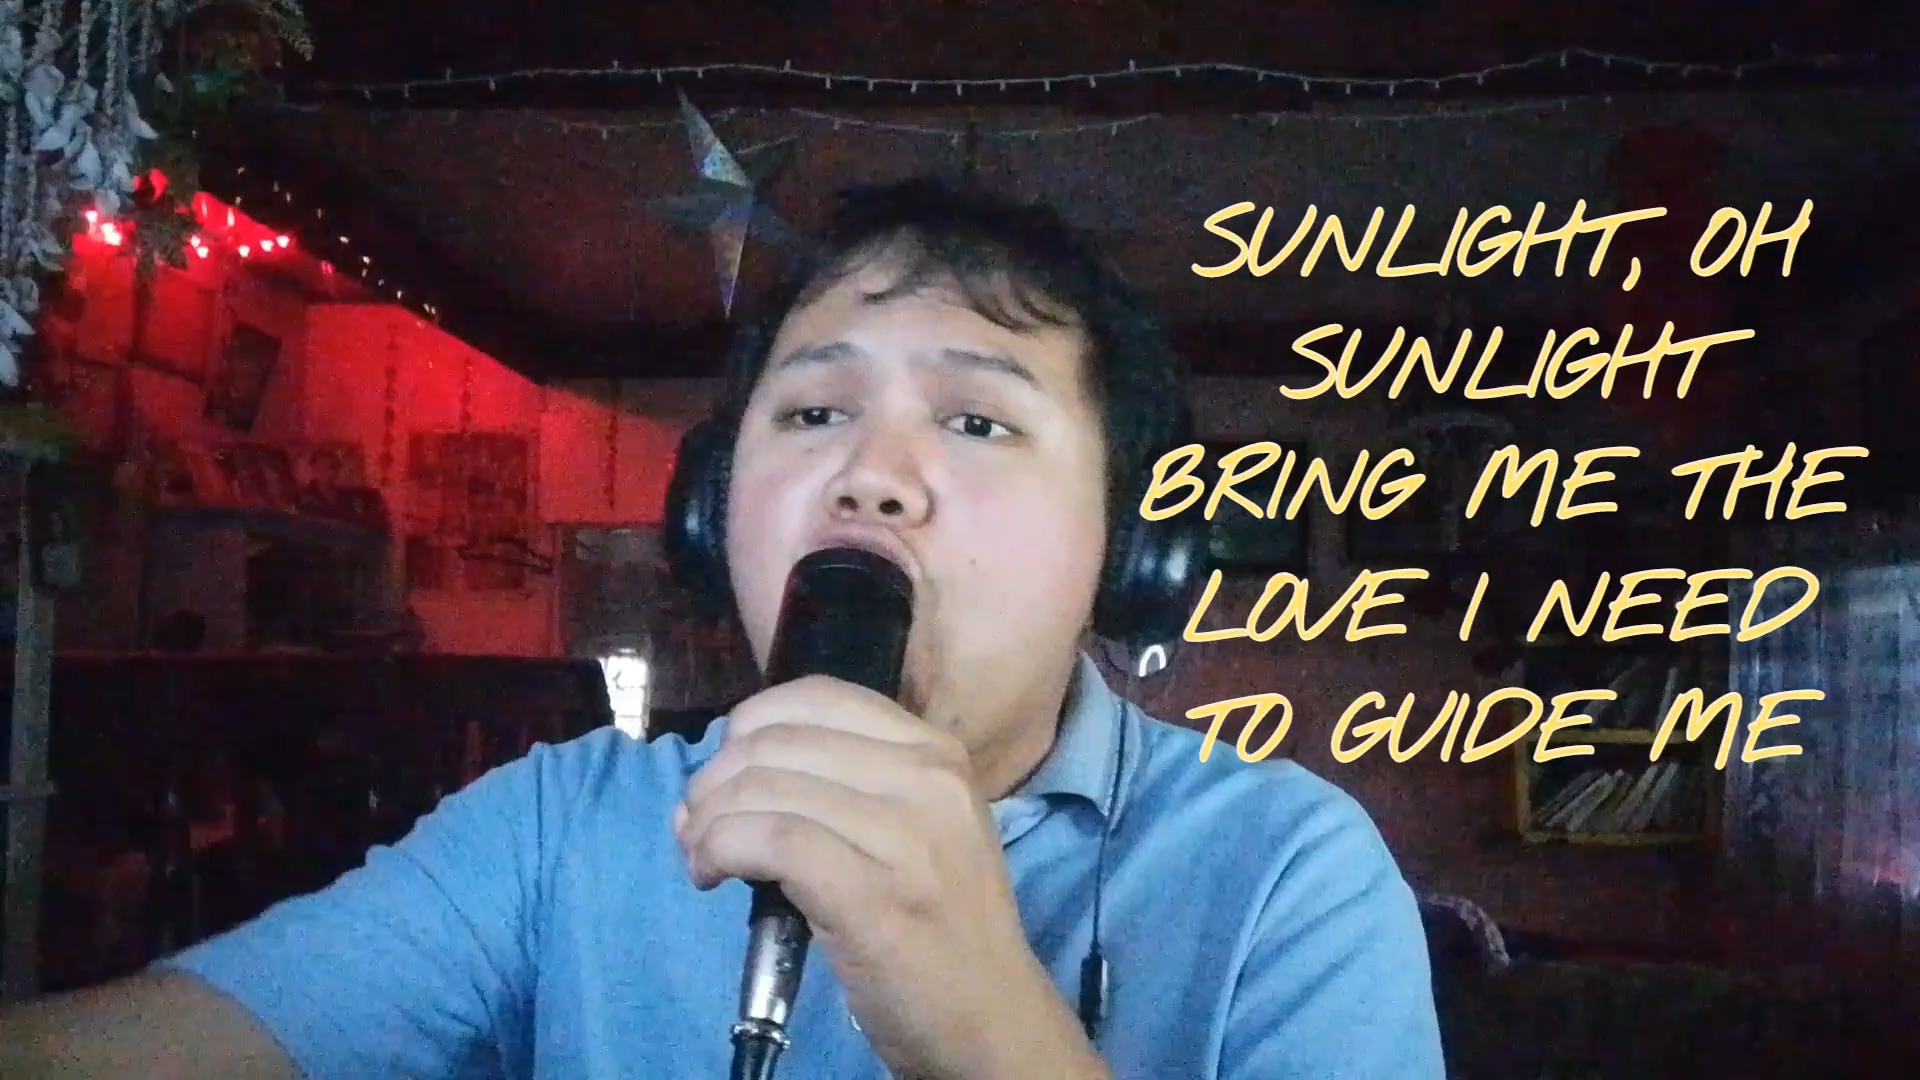 SUNLIGHT, OH
SUNLIGHT
BRING ME THE
LOVE I NEED
TO GUIDE ME